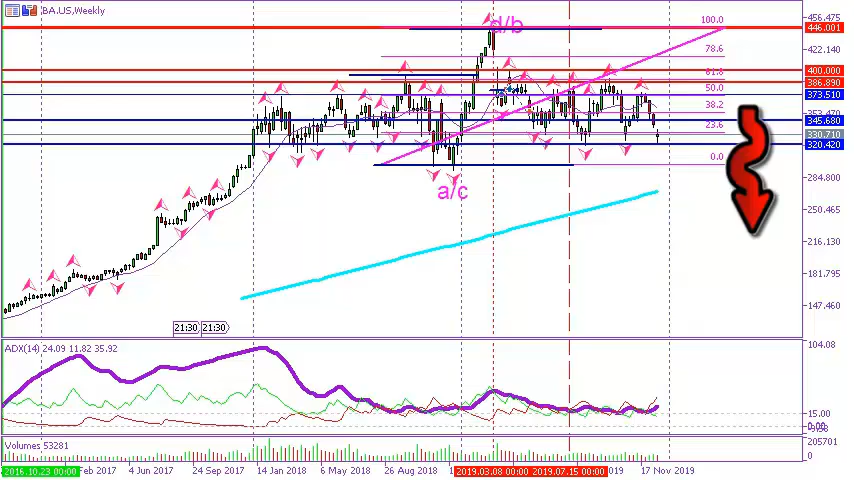 BA.US,Weekly
456.475
d/b
100.0
446.001
422.140
78.6
400.000
61.8
386.890
50.0
373.510
38.2
345.680
23.6
330.710
320.420
0.0
284.800
a/c
250.465
216.130
181.795
147.460
21:30
21:30
ADX(14) 24.09 11.82 35.92
104.08
15.00
0.00
Volumes 53281
205701
0
2016.10.23 00:00
Feb 2017
4 Jun 2017
24 Sep 2017
14 Jan 2018
6 May 2018
26 Aug 2018
2019.03.08 00:00
2019.07.15 00:00
2019
17 Nov 2019